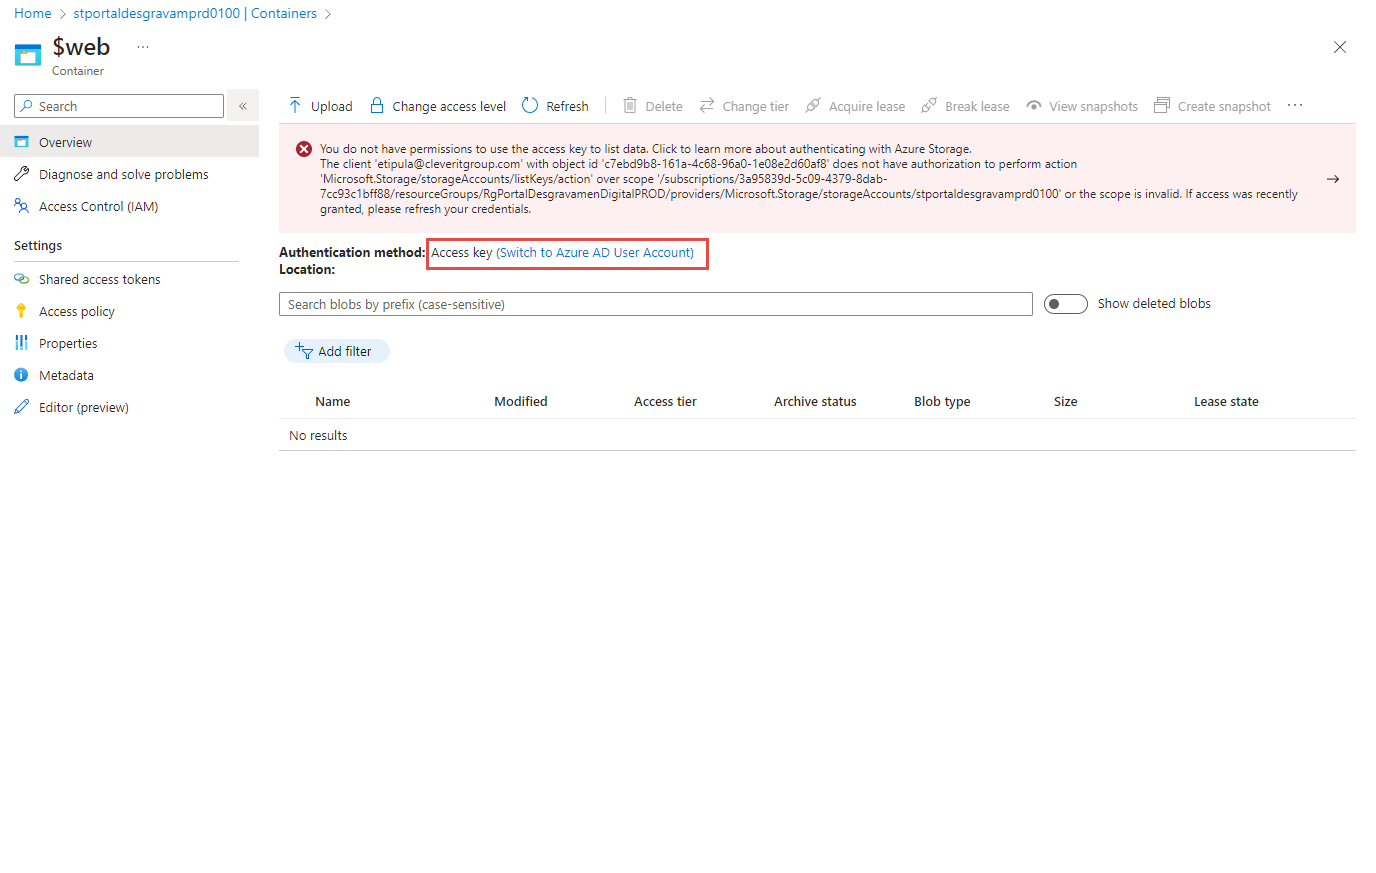 Home > stportaldesgravamprd0100 | Containers >
$web ...
Container
Search «
Overview
Diagnose and solve problems
Access Control (IAM)
Settings
Shared access tokens
Access policy
Properties
Metadata
Editor (preview)
Upload Change access level Refresh Delete Change tier Acquire lease Break lease View snapshots Create snapshot ...
You do not have permissions to use the access key to list data. Click to learn more about authenticating with Azure Storage.
The client 'etipula@cleveritgroup.com' with object id 'c7ebd9b8-161a-4c68-96a0-1e08e2d60af8' does not have authorization to perform action
'Microsoft.Storage/storageAccounts/listKeys/action' over scope '/subscriptions/3a95839d-5c09-4379-8dab-
7cc93c1bff88/resourceGroups/RgPortalDesgravamenDigitalPROD/providers/Microsoft.Storage/storageAccounts/stportaldesgravamprd0100' or the scope is invalid. If access was recently
granted, please refresh your credentials.
Authentication method: Access key (Switch to Azure AD User Account)
Location:
Search blobs by prefix (case-sensitive) Show deleted blobs
Add filter
Name Modified Access tier Archive status Blob type Size Lease state
No results